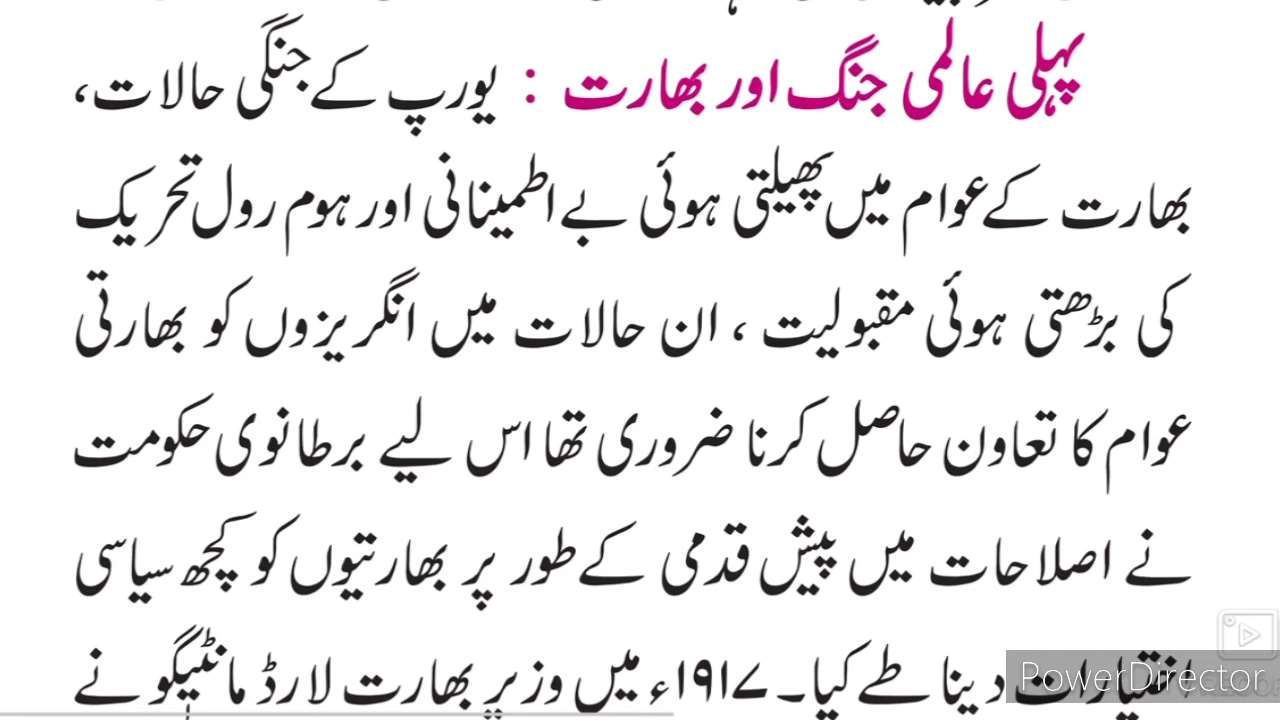 پہلی عالمی جنگ اور بھارت : یورپ کے جنگی حالات،
بھارت کے عوام میں پھیلتی ہوئی بے اطمینانی اور ہوم رول تحریک
کی بڑھتی ہوئی مقبولیت ، ان حالات میں انگریزوں کو بھارتی
عوام کا تعاون حاصل کرنا ضروری تھا اس لیے برطانوی حکومت
نے اصلاحات میں پیش قدمی کے طور پر بھارتیوں کو کچھ سیاسی
اختیارات دینا طے کیا۔ ۱۹۱۷ء میں وزیرِ بھارت لارڈ مانٹیگو نے
PowerDirector